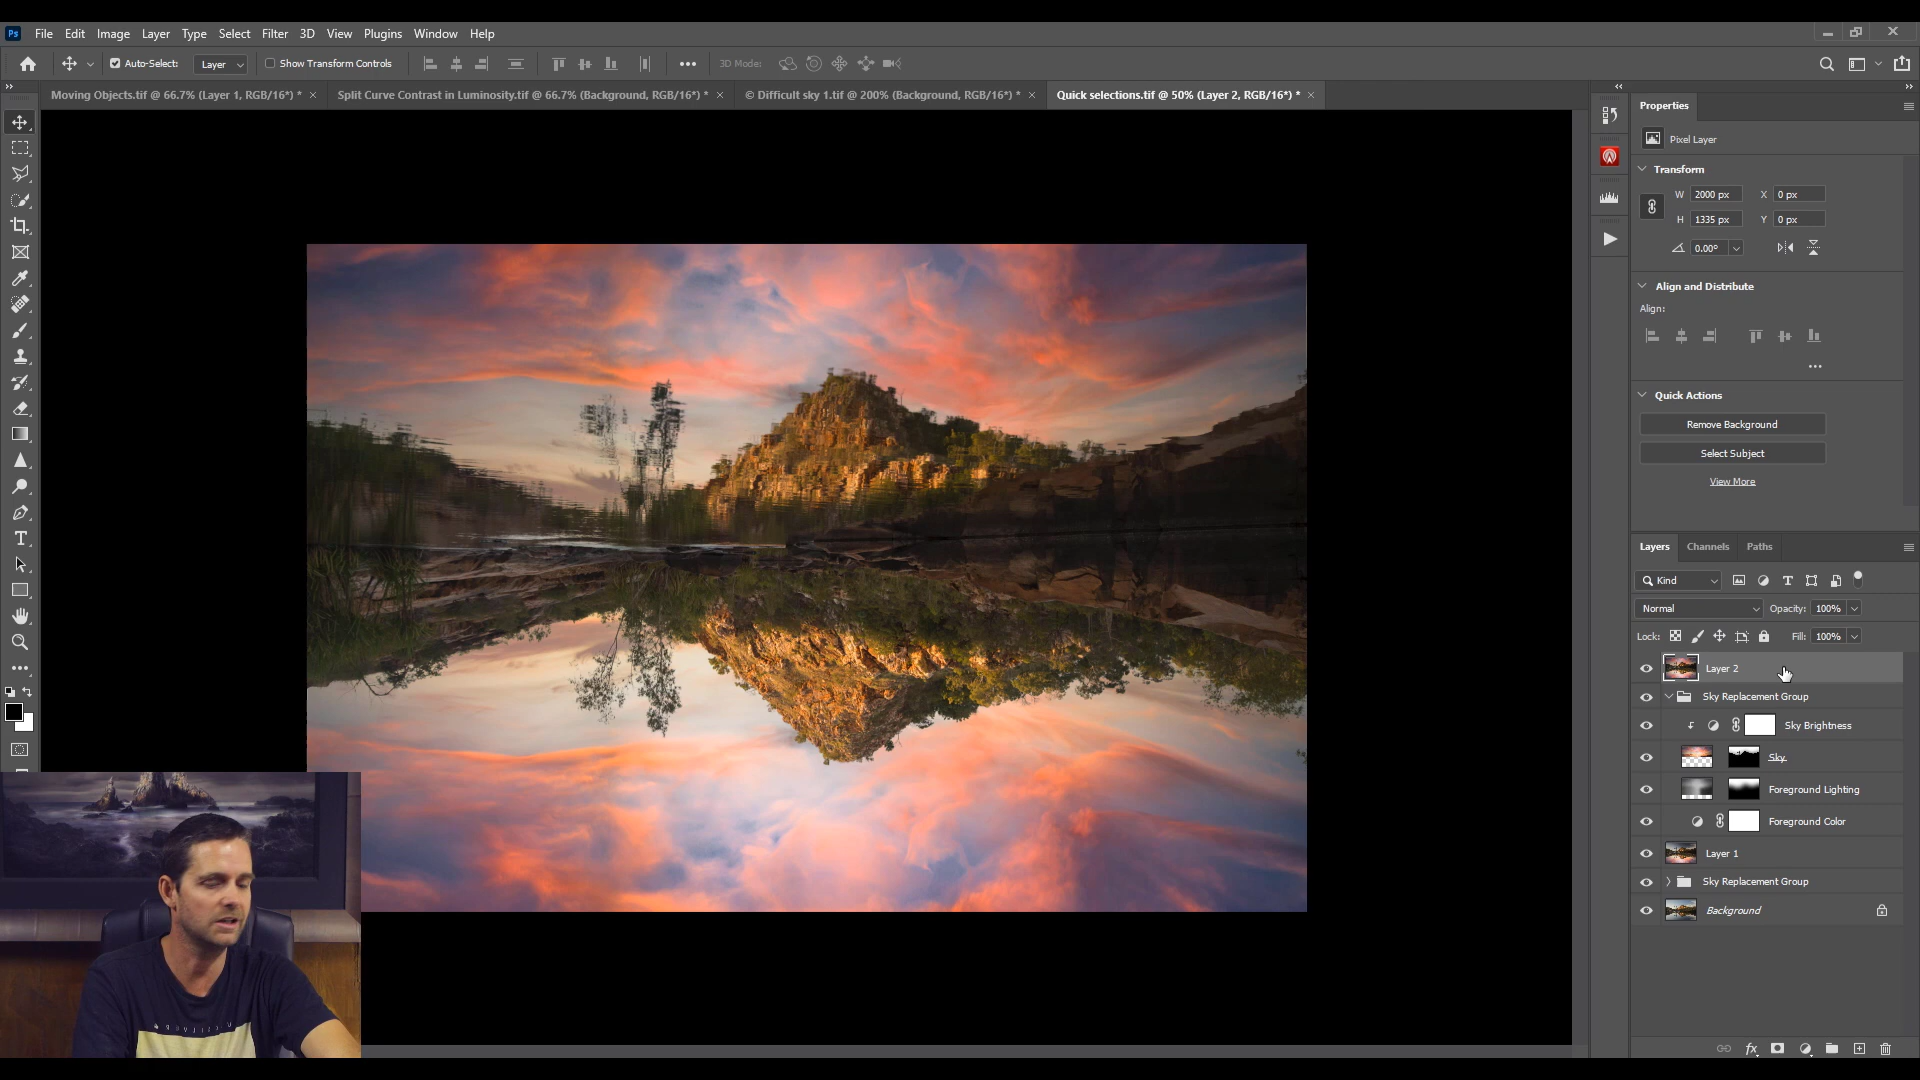 Ps File Edit Image Layer Type Select Filter 3D View Plugins Window Help
Auto-Select: Layer Show Transform Controls 3D Mode:
Moving Objects.tif @ 66.7% (Layer 1, RGB/16*) * Split Curve Contrast in Luminosity.tif @ 66.7% (Background, RGB/16*) * © Difficult sky 1.tif @ 200% (Background, RGB/16*) * Quick selections.tif @ 50% (Layer 2, RGB/16*) *
Properties
Pixel Layer
Transform
W 2000 px X 0 px
H 1335 px Y 0 px
0.00°
Align and Distribute
Align:
Quick Actions
Remove Background
Select Subject
View More
Layers Channels Paths
Kind
Normal Opacity: 100%
Lock: Fill: 100%
Layer 2
Sky Replacement Group
Sky Brightness
Sky
Foreground Lighting
Foreground Color
Layer 1
Sky Replacement Group
Background